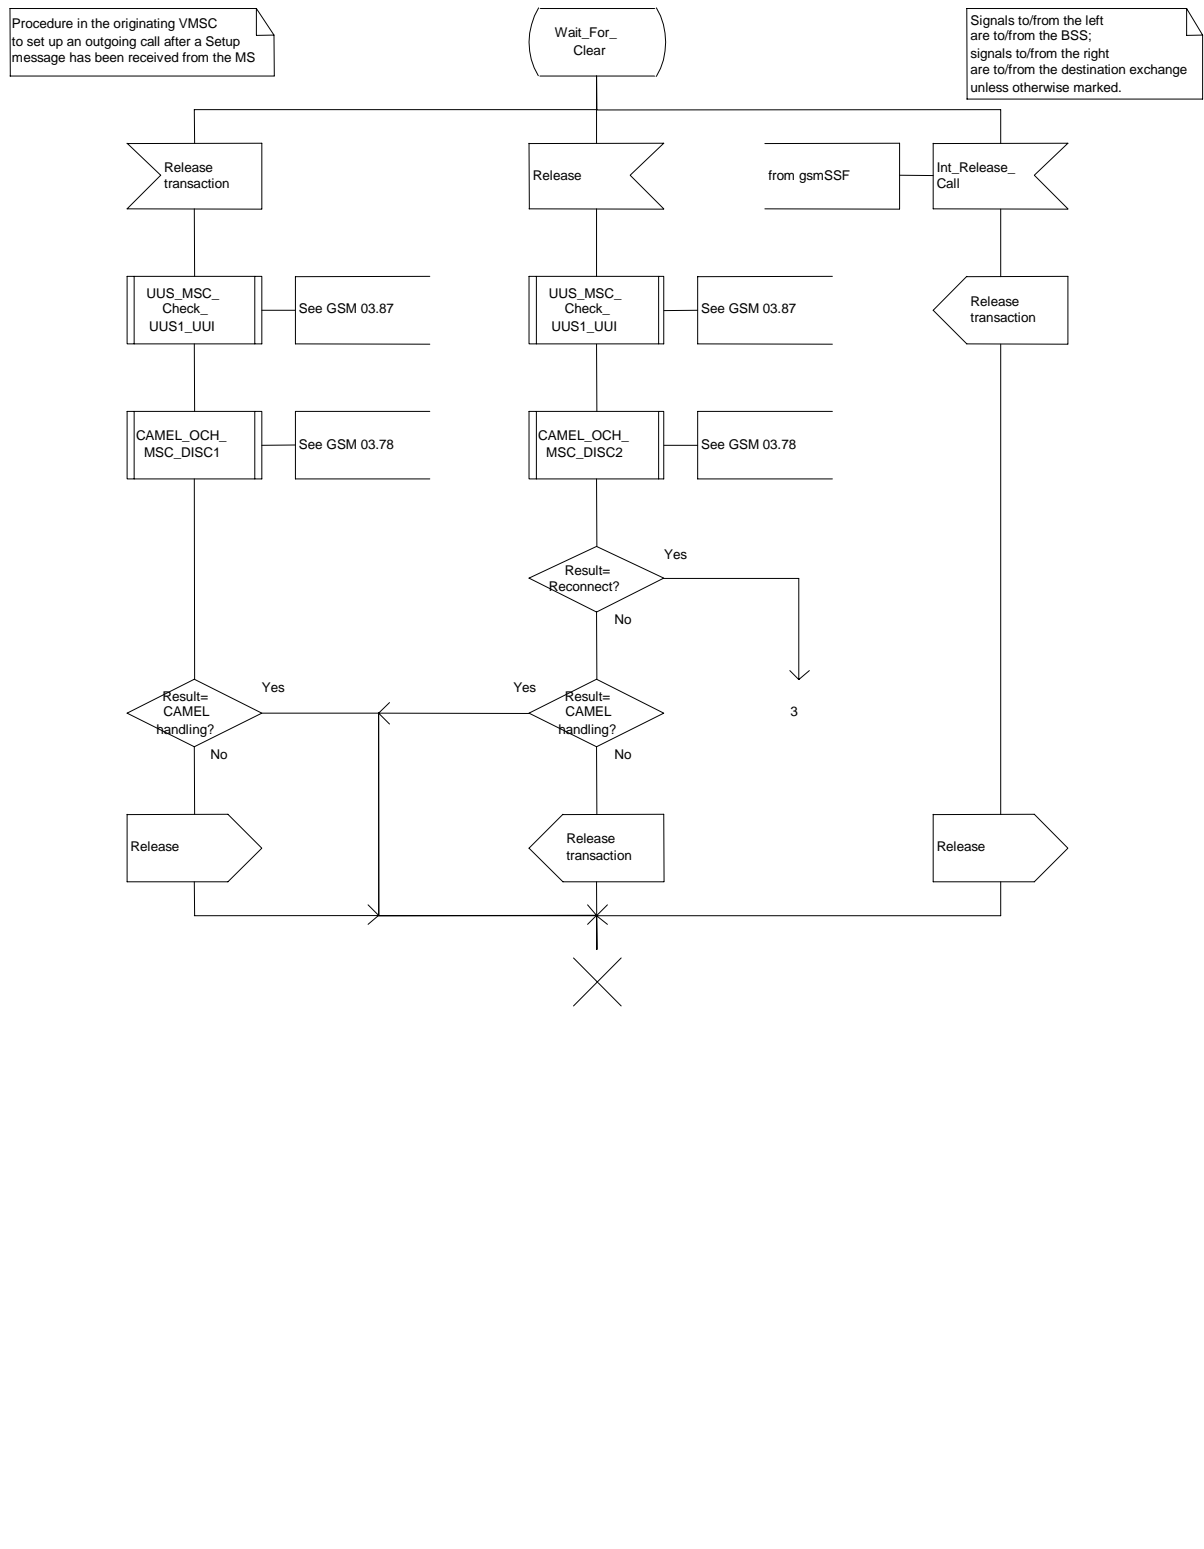 Procedure in the originating VMSC
to set up an outgoing call after a Setup
message has been received from the MS
Wait_For_
Clear
Signals to/from the left
are to/from the BSS;
signals to/from the right
are to/from the destination exchange
unless otherwise marked.
Release
transaction
Release
from gsmSSF
Int_Release_
Call
UUS_MSC_
Check_
UUS1_UUI
See GSM 03.87
UUS_MSC_
Check_
UUS1_UUI
See GSM 03.87
Release
transaction
CAMEL_OCH_
MSC_DISC1
See GSM 03.78
CAMEL_OCH_
MSC_DISC2
See GSM 03.78
Result=
Reconnect?
Yes
No
Result=
CAMEL
handling?
Yes
No
Yes
Result=
CAMEL
handling?
No
3
Release
Release
transaction
Release